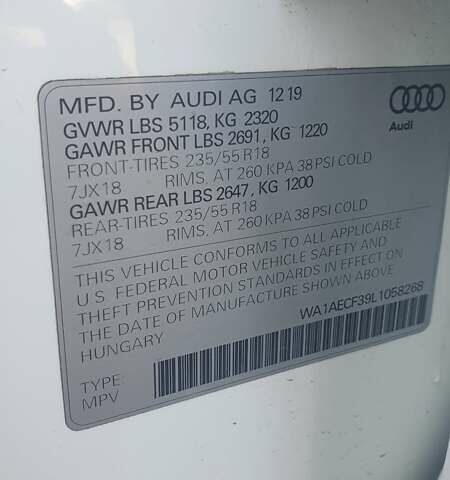 MFD. BY AUDI AG 12 19
GVWR LBS 5118, KG 2320
GAWR FRONT LBS 2691, KG 1220
FRONT-TIRES 235/55 R18
7JX18 RIMS, AT 260 KPA 38 PSI COLD
GAWR REAR LBS 2647, KG 1200
REAR-TIRES 235/55 R18
7JX18 RIMS, AT 260 KPA 38 PSI COLD
THIS VEHICLE CONFORMS TO ALL APPLICABLE
U.S. FEDERAL MOTOR VEHICLE SAFETY AND
THEFT PREVENTION STANDARDS IN EFFECT ON
THE DATE OF MANUFACTURE SHOWN ABOVE.
HUNGARY
WA1AECF39L1058268
TYPE:
MPV
Audi